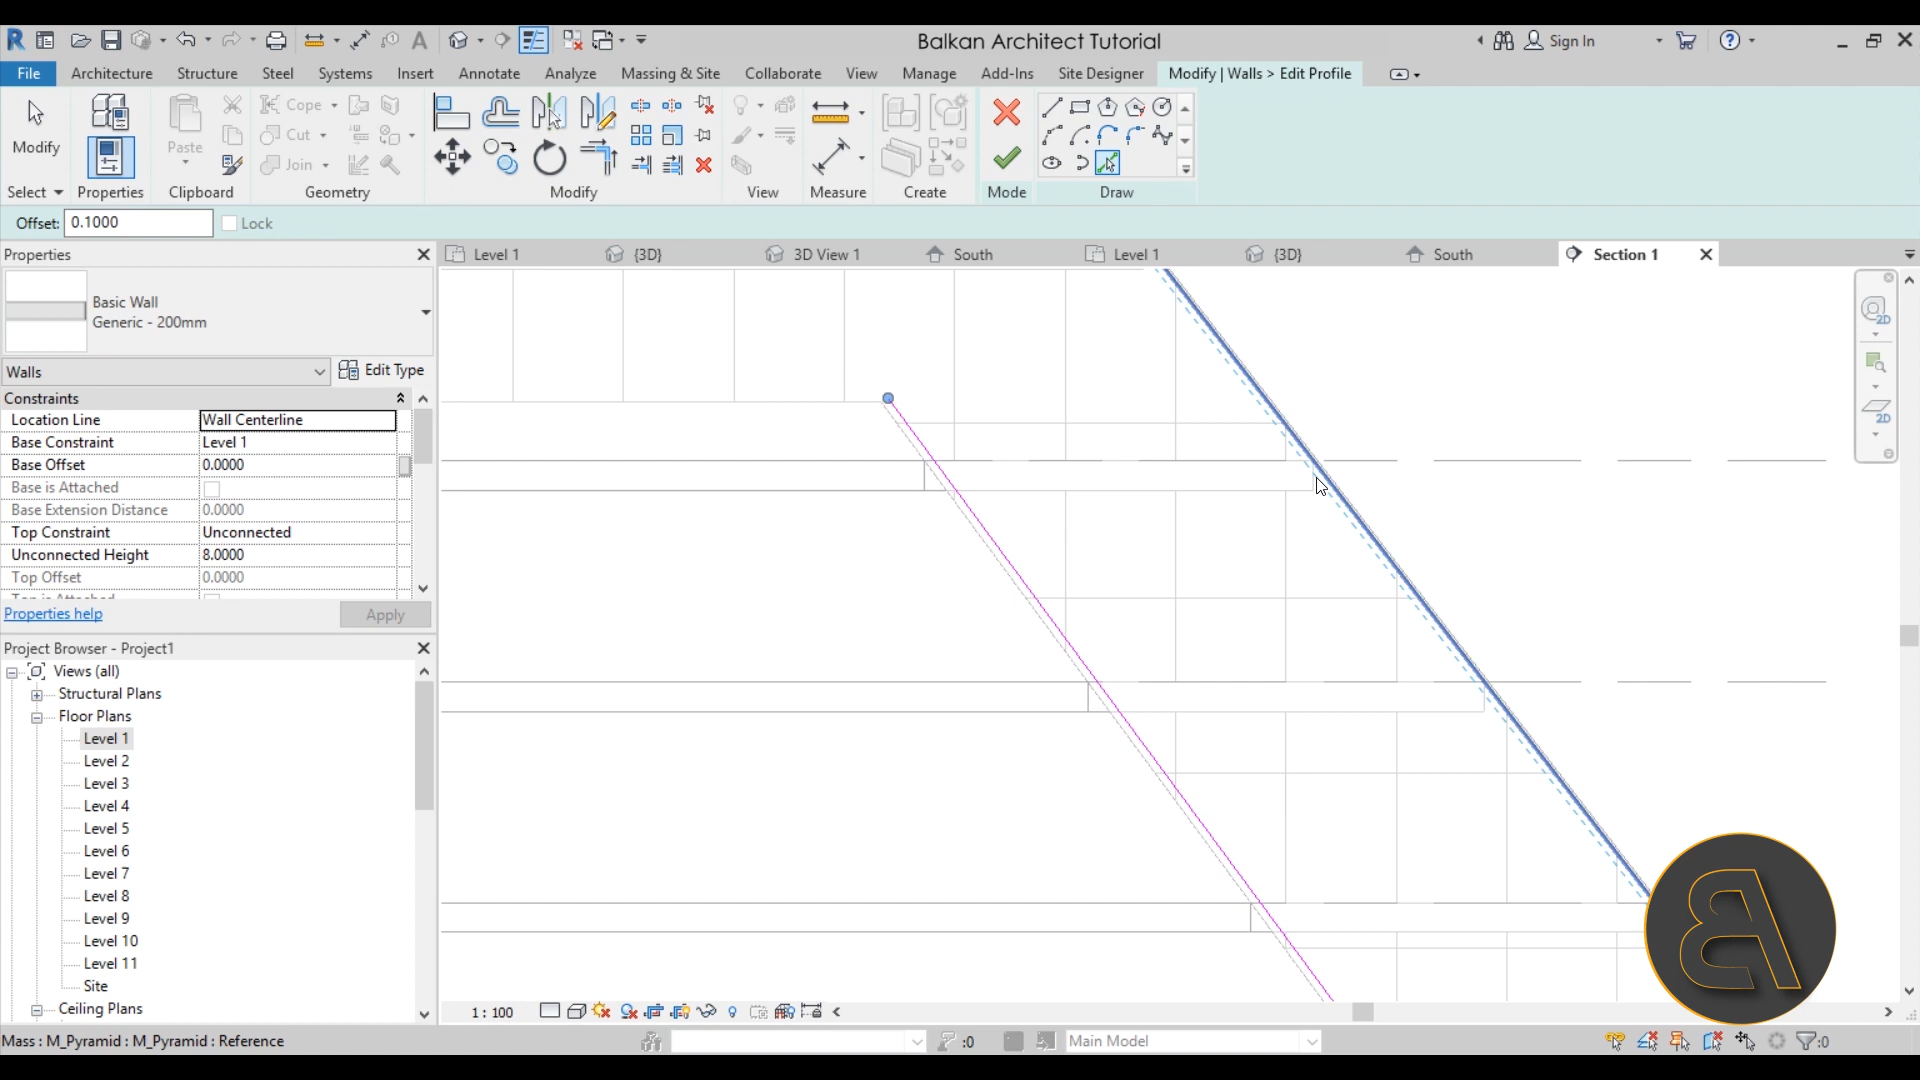 Balkan Architect Tutorial
Sign In
File Architecture Structure Steel Systems Insert Annotate Analyze Massing & Site Collaborate View Manage Add-Ins Site Designer Modify | Walls > Edit Profile
Modify
Paste
Cope
Cut
Join
Select Properties Clipboard Geometry Modify View Measure Create Mode Draw
Offset: 0.1000 Lock
Properties
Level 1 {3D} 3D View 1 South Level 1 {3D} South Section 1
Basic Wall
Generic - 200mm
Walls Edit Type
Constraints
Location Line Wall Centerline
Base Constraint Level 1
Base Offset 0.0000
Base is Attached
Base Extension Distance 0.0000
Top Constraint Unconnected
Unconnected Height 8.0000
Top Offset 0.0000
Properties help Apply
Project Browser - Project1
Views (all)
Structural Plans
Floor Plans
Level 1
Level 2
Level 3
Level 4
Level 5
Level 6
Level 7
Level 8
Level 9
Level 10
Level 11
Site
Ceiling Plans
2D
2D
1 : 100
Mass : M_Pyramid : M_Pyramid : Reference
:0
Main Model
:0